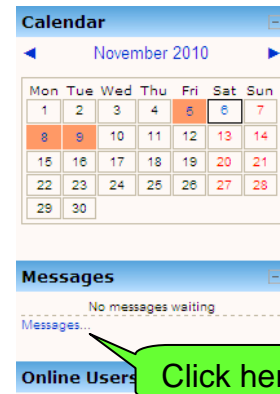 Calendar
◄ November 2010 ►
Mon Tue Wed Thu Fri Sat Sun
1 2 3 4 5 6 7
8 9 10 11 12 13 14
15 16 17 18 19 20 21
22 23 24 25 26 27 28
29 30
Messages
No messages waiting
Messages...
Online Users
Click her